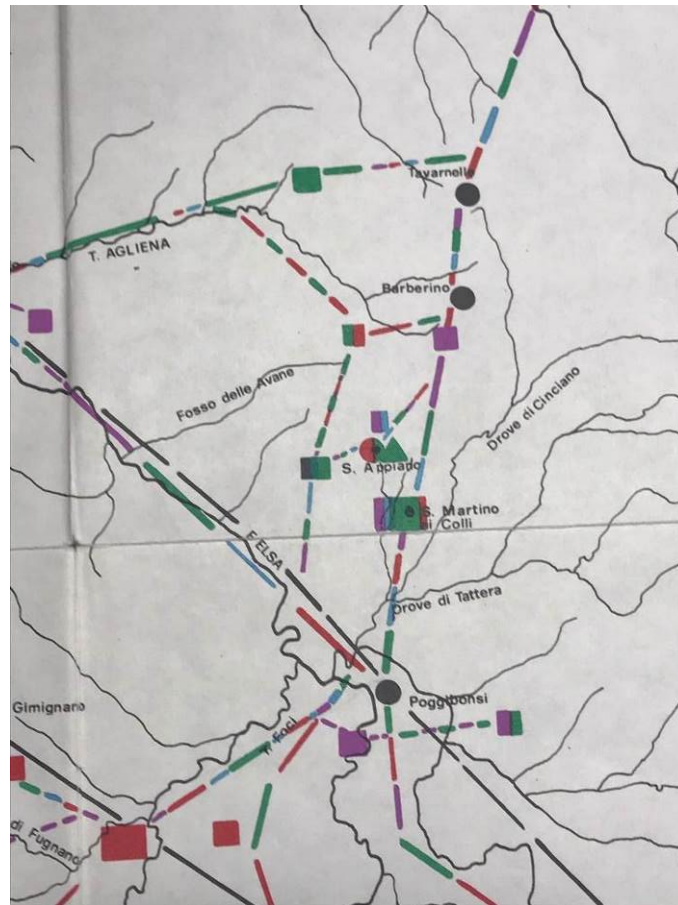 Tavarnelle
T. AGLIENA
Barberino
Fosso delle Avane
Drove di Cinciano
S. Appiano
S. Martino
ai Colli
F. ELSA
Drove di Tattera
Poggibonsi
Gimignano
T. Foci
di Fugnano